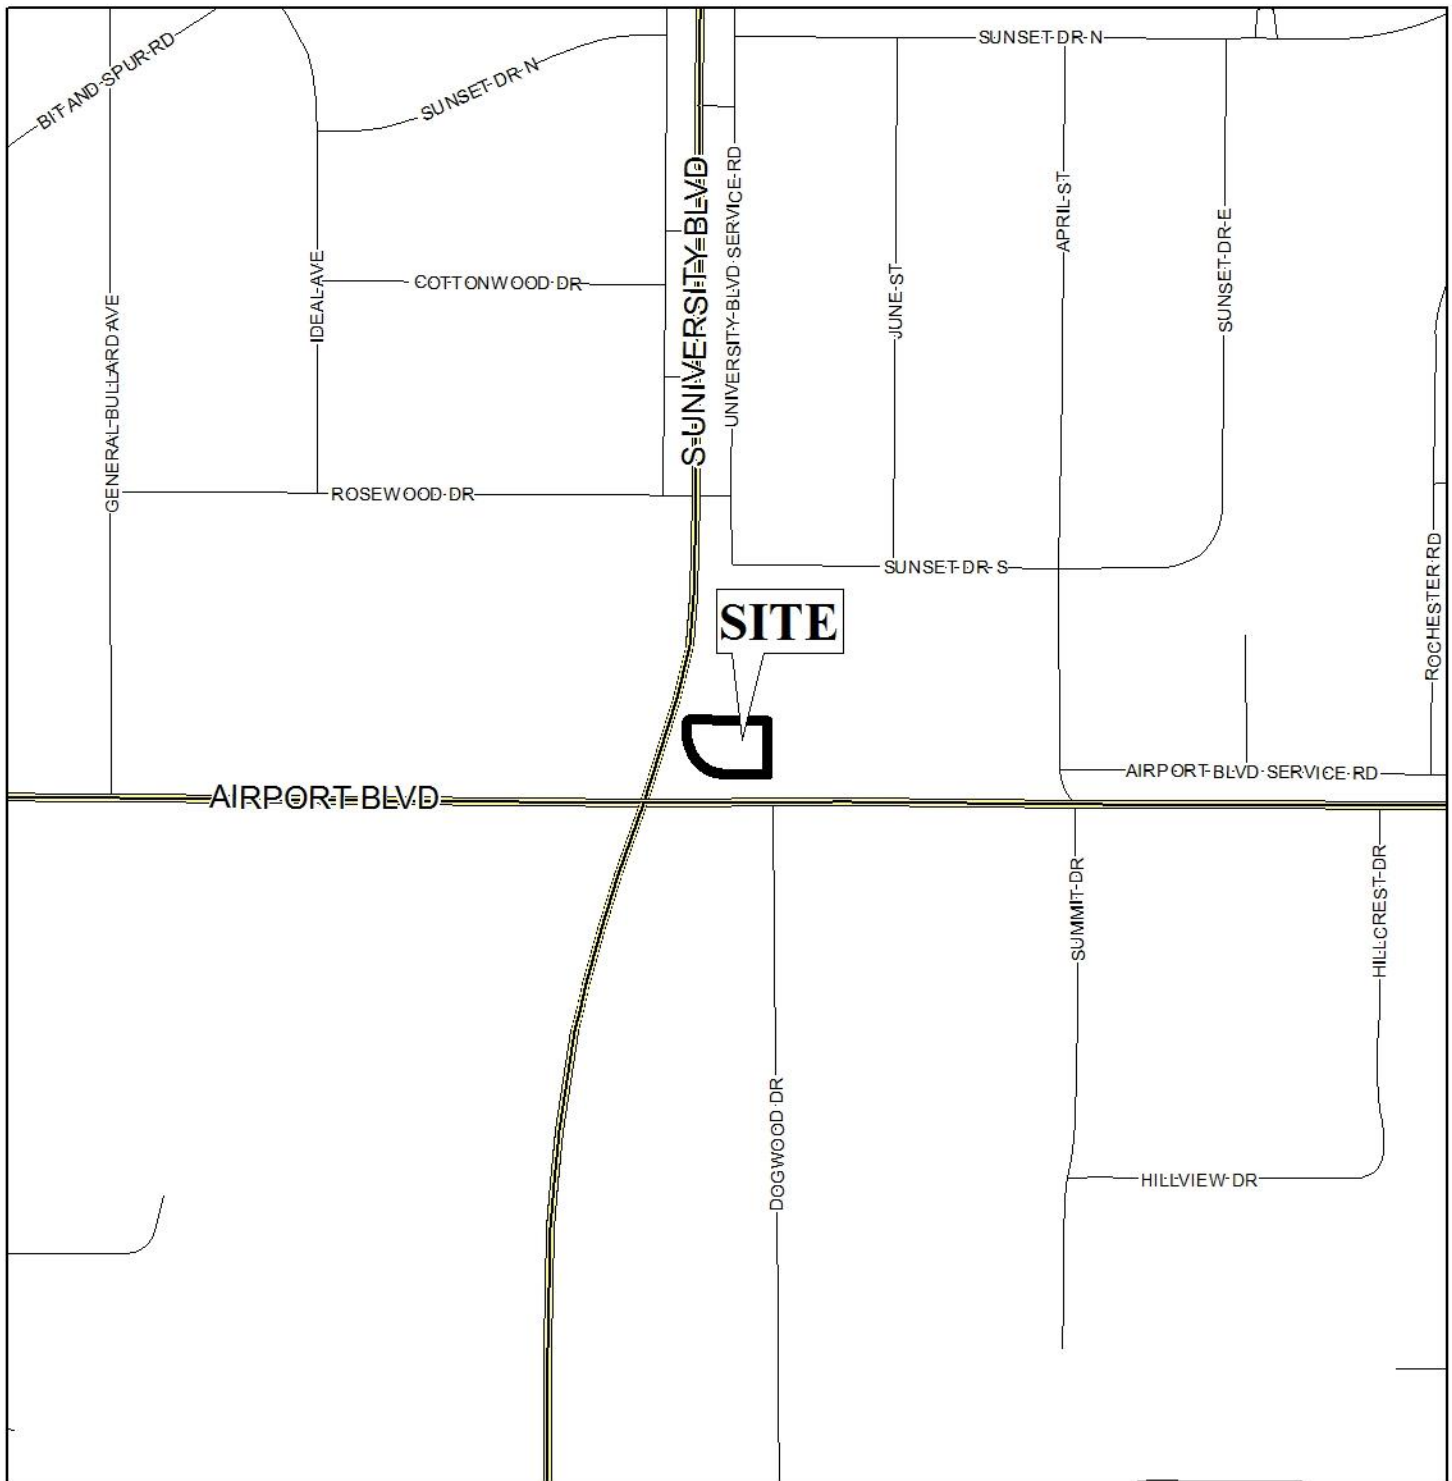 SUNSET DR N
BIT AND SPUR RD
SUNSET DR N
S UNIVERSITY BLVD
UNIVERSITY BLVD SERVICE RD
APRIL ST
SUNSET DR E
JUNE ST
IDEAL AVE
COTTONWOOD DR
GENERAL BULLARD AVE
ROSEWOOD DR
SUNSET DR S
ROCHESTER RD
SITE
AIRPORT BLVD SERVICE RD
AIRPORT BLVD
SUMMIT DR
HILLCREST DR
DOGWOOD DR
HILLVIEW DR